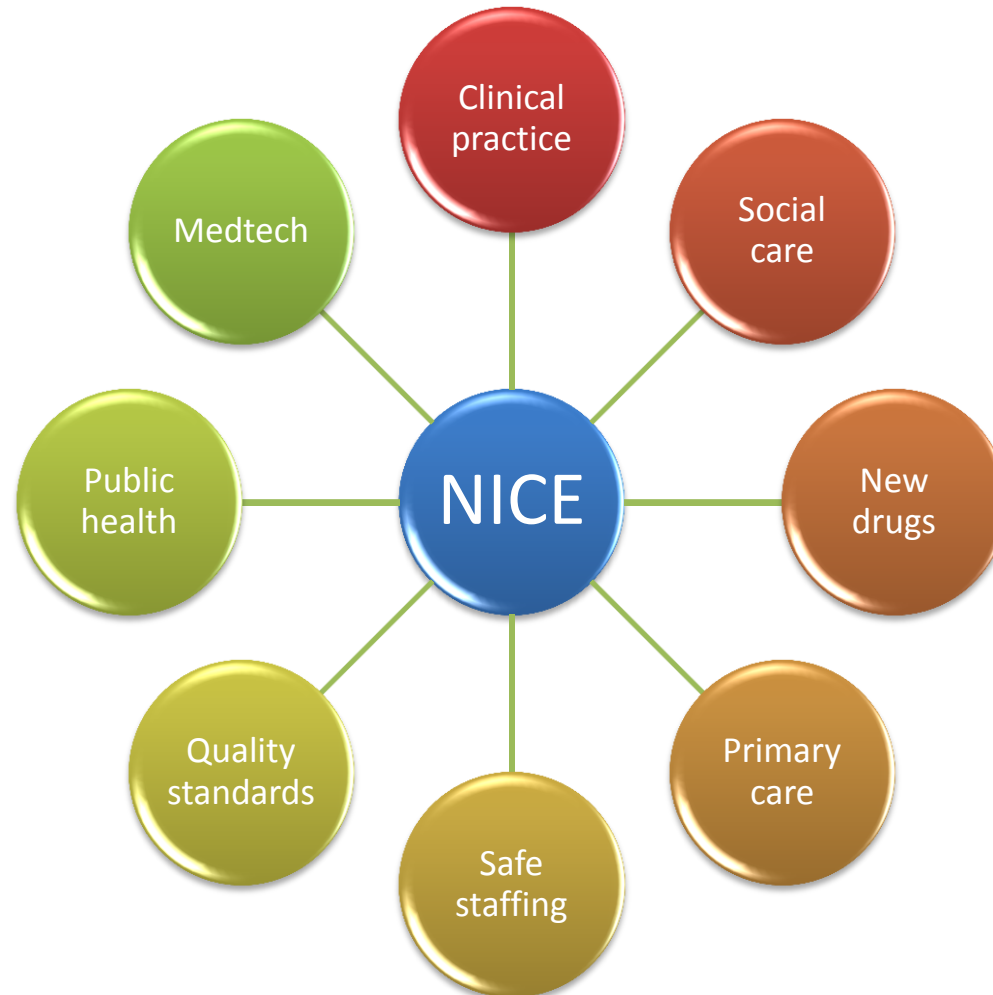 Clinical
practice
Social
care
New
drugs
Primary
care
Safe
staffing
Quality
standards
Public
health
Medtech
NICE